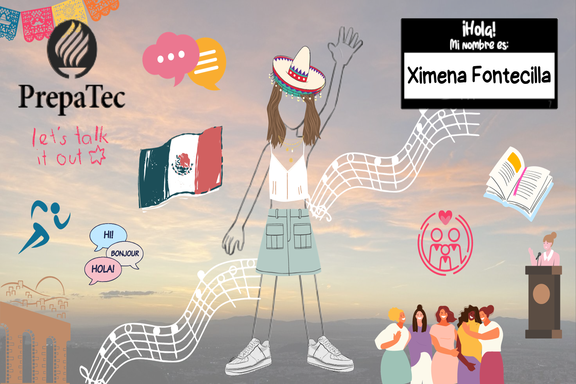 PrepaTec
let's talk
it out
¡Hola!
Mi nombre es:
Ximena Fontecilla
HI!
BONJOUR
HOLA!